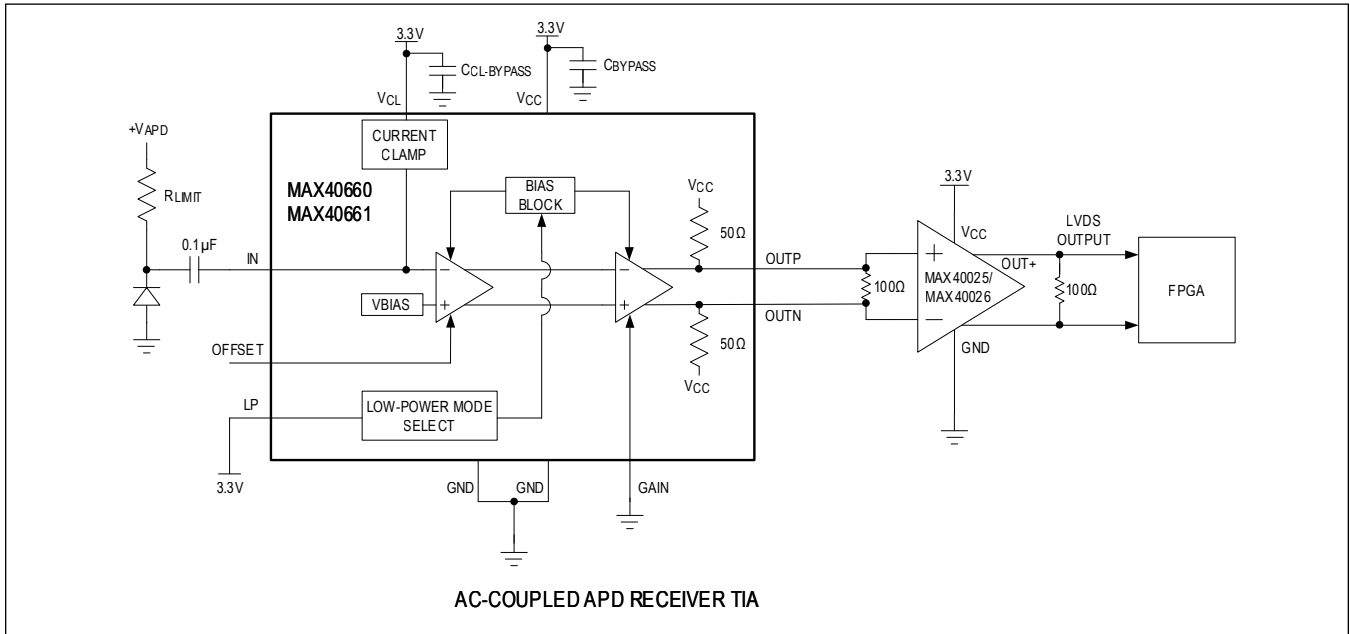 3.3V
3.3V
CCL-BYPASS
CBYPASS
VCL
VCC
+VAPD
CURRENT
CLAMP
RLIMIT
MAX40660
MAX40661
BIAS
BLOCK
VCC
50Ω
3.3V
LVDS
OUTPUT
VCC
0.1µF
IN
OUTP
OUT+
MAX40025/
MAX40026
100Ω
100Ω
FPGA
VBIAS
OUTN
OFFSET
50Ω
GND
VCC
LP
LOW-POWER MODE
SELECT
3.3V
GND
GND
GAIN
AC-COUPLED APD RECEIVER TIA